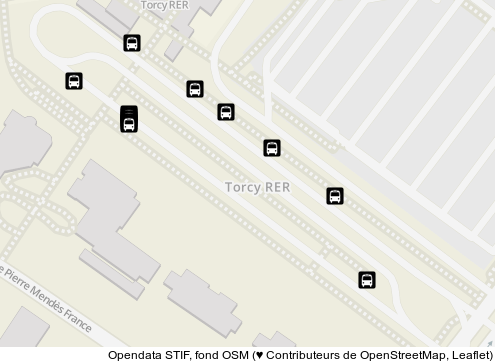 Torcy RER
Torcy RER
e Pierre Mendès France
Opendata STIF, fond OSM (♥ Contributeurs de OpenStreetMap, Leaflet)